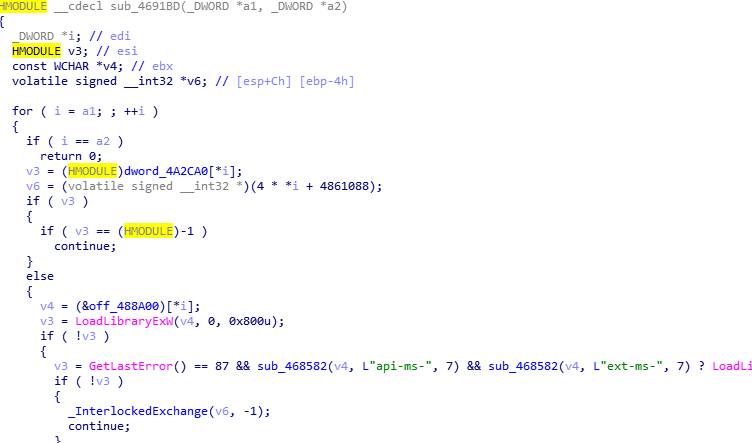 HMODULE __cdecl sub_4691BD(_DWORD *a1, _DWORD *a2)
{
  _DWORD *i; // edi
  HMODULE v3; // esi
  const WCHAR *v4; // ebx
  volatile signed __int32 *v6; // [esp+Ch] [ebp-4h]

  for ( i = a1; ; ++i )
  {
    if ( i == a2 )
      return 0;
    v3 = (HMODULE)dword_4A2CA0[*i];
    v6 = (volatile signed __int32 *)(4 * *i + 4861088);
    if ( v3 )
    {
      if ( v3 == (HMODULE)-1 )
        continue;
    }
    else
    {
      v4 = (&off_488A00)[*i];
      v3 = LoadLibraryExW(v4, 0, 0x800u);
      if ( !v3 )
      {
        v3 = GetLastError() == 87 && sub_468582(v4, L"api-ms-", 7) && sub_468582(v4, L"ext-ms-", 7) ? LoadLi
        if ( !v3 )
        {
          _InterlockedExchange(v6, -1);
          continue;
        }